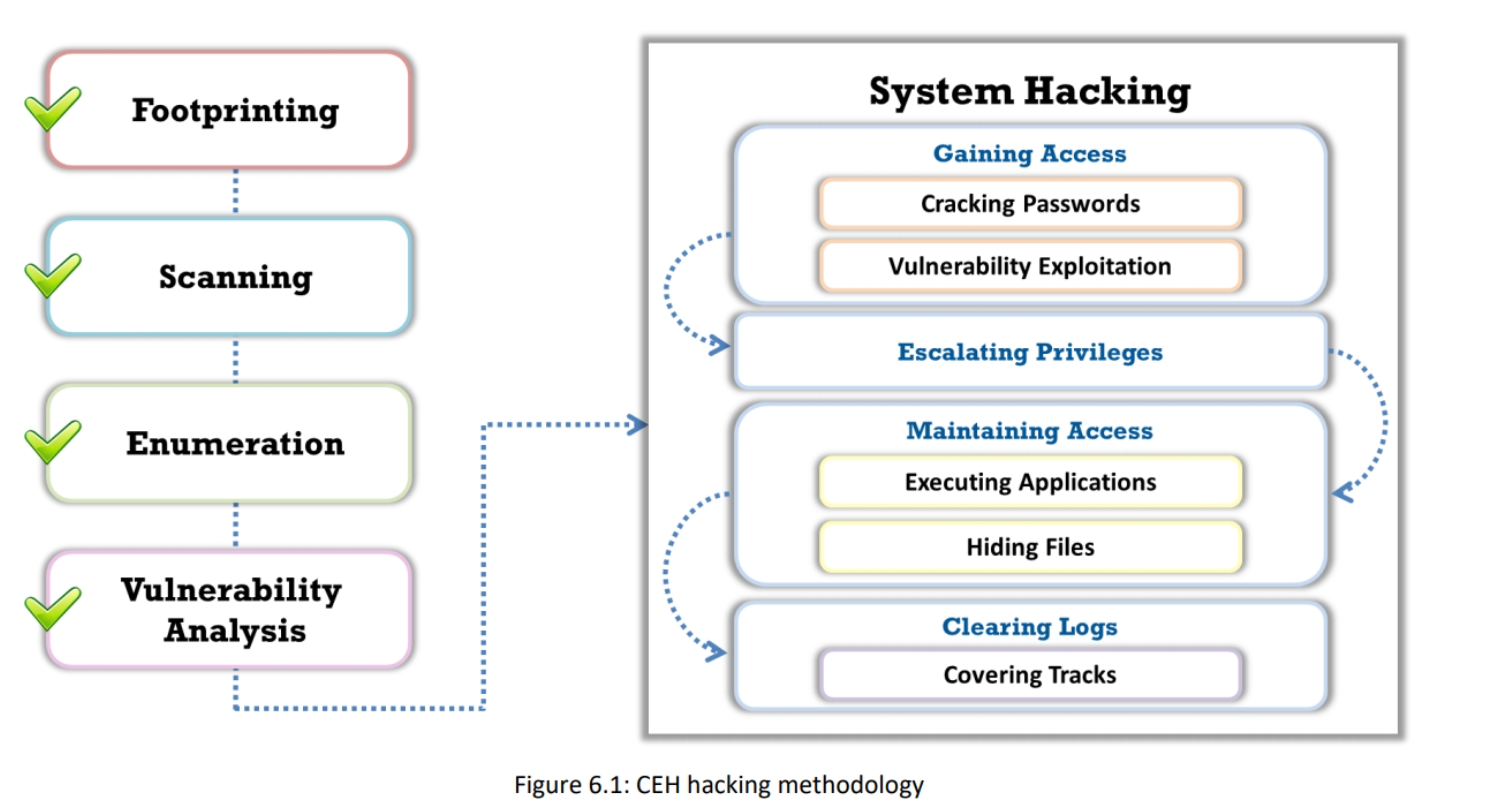 Footprinting
Scanning
Enumeration
Vulnerability
Analysis
System Hacking
Gaining Access
Cracking Passwords
Vulnerability Exploitation
Escalating Privileges
Maintaining Access
Executing Applications
Hiding Files
Clearing Logs
Covering Tracks
Figure 6.1: CEH hacking methodology